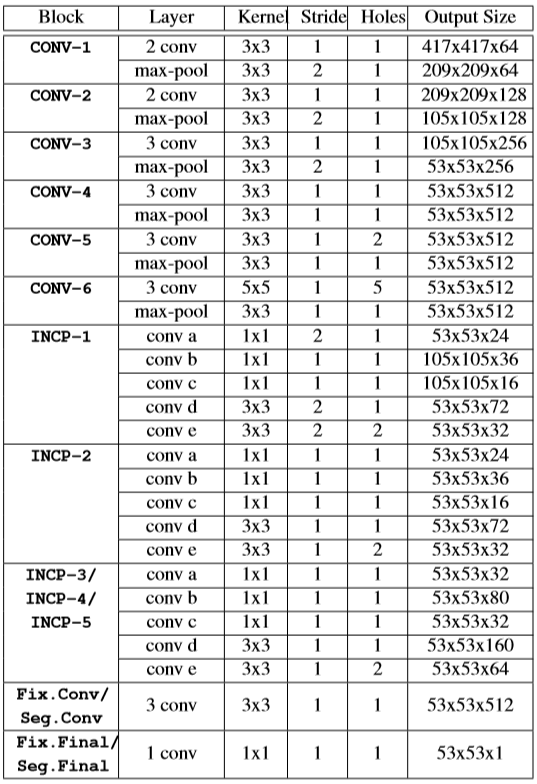 Block Layer Kernel Stride Holes Output Size
CONV-1 2 conv 3x3 1 1 417x417x64
max-pool 3x3 2 1 209x209x64
CONV-2 2 conv 3x3 1 1 209x209x128
max-pool 3x3 2 1 105x105x128
CONV-3 3 conv 3x3 1 1 105x105x256
max-pool 3x3 2 1 53x53x256
CONV-4 3 conv 3x3 1 1 53x53x512
max-pool 3x3 1 1 53x53x512
CONV-5 3 conv 3x3 1 2 53x53x512
max-pool 3x3 1 1 53x53x512
CONV-6 3 conv 5x5 1 5 53x53x512
max-pool 3x3 1 1 53x53x512
INCP-1 conv a 1x1 2 1 53x53x24
conv b 1x1 1 1 105x105x36
conv c 1x1 1 1 105x105x16
conv d 3x3 2 1 53x53x72
conv e 3x3 2 2 53x53x32
INCP-2 conv a 1x1 1 1 53x53x24
conv b 1x1 1 1 53x53x36
conv c 1x1 1 1 53x53x16
conv d 3x3 1 1 53x53x72
conv e 3x3 1 2 53x53x32
INCP-3/ conv a 1x1 1 1 53x53x32
INCP-4/ conv b 1x1 1 1 53x53x80
INCP-5 conv c 1x1 1 1 53x53x32
conv d 3x3 1 1 53x53x160
conv e 3x3 1 2 53x53x64
Fix.Conv/
Seg.Conv 3 conv 3x3 1 1 53x53x512
Fix.Final/
Seg.Final 1 conv 1x1 1 1 53x53x1